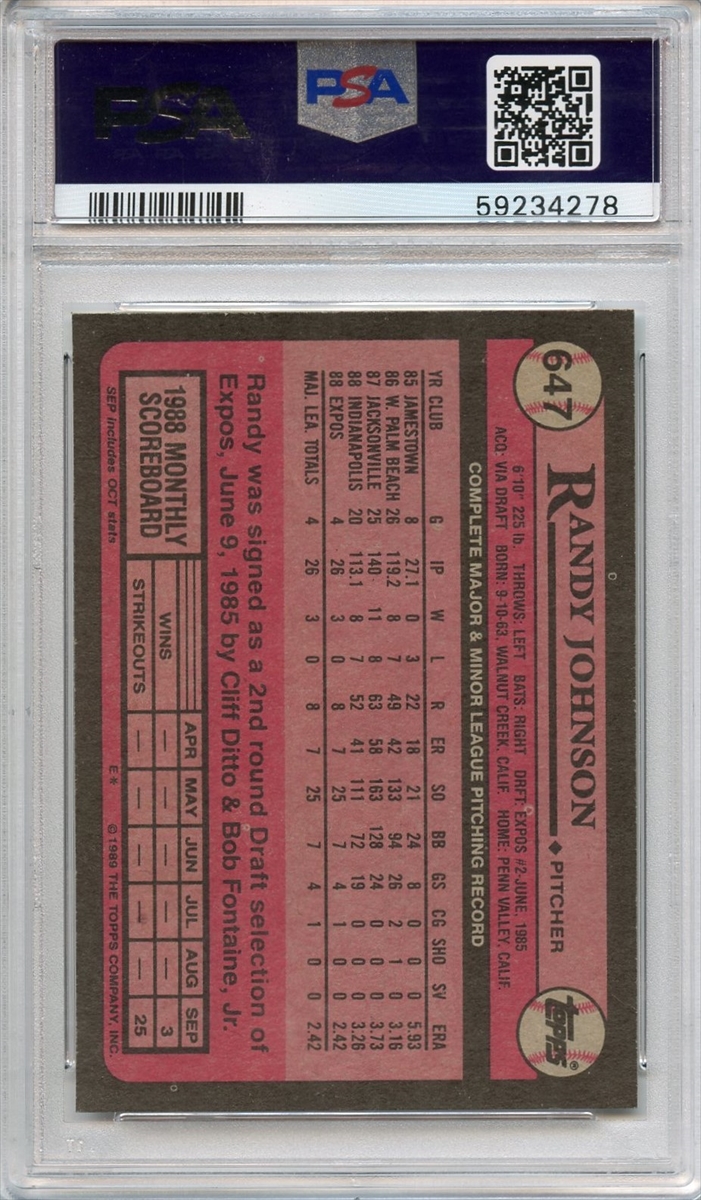 PSA
PSA
59234278
647
RANDY JOHNSON ◆ PITCHER
TOPPS®
6'10" 225 lb. THROWS: LEFT BATS: RIGHT DRFT: EXPOS #2-JUNE, 1985
ACQ: VIA DRAFT BORN: 9-10-63, WALNUT CREEK, CALIF. HOME: PENN VALLEY, CALIF.
COMPLETE MAJOR & MINOR LEAGUE PITCHING RECORD
YR CLUB G IP W L R ER SO BB GS CG SHO SV ERA
85 JAMESTOWN 8 27.1 0 3 22 18 21 24 8 0 0 0 5.93
86 W. PALM BEACH 26 119.2 8 7 49 42 133 94 26 2 1 0 3.16
87 JACKSONVILLE 25 140 11 8 63 58 163 128 24 0 0 0 3.73
88 INDIANAPOLIS 20 113.1 8 7 52 41 111 72 19 0 0 0 3.26
88 EXPOS 4 26 3 0 8 7 25 7 4 1 0 0 2.42
MAJ. LEA. TOTALS 4 26 3 0 8 7 25 7 4 1 0 0 2.42
Randy was signed as a 2nd round Draft selection of
Expos, June 9, 1985 by Cliff Ditto & Bob Fontaine, Jr.
1988 MONTHLY
SCOREBOARD
APR MAY JUN JUL AUG SEP
WINS — — — — — 3
STRIKEOUTS — — — — — 25
SEP includes OCT stats
E* ©1989 THE TOPPS COMPANY, INC.